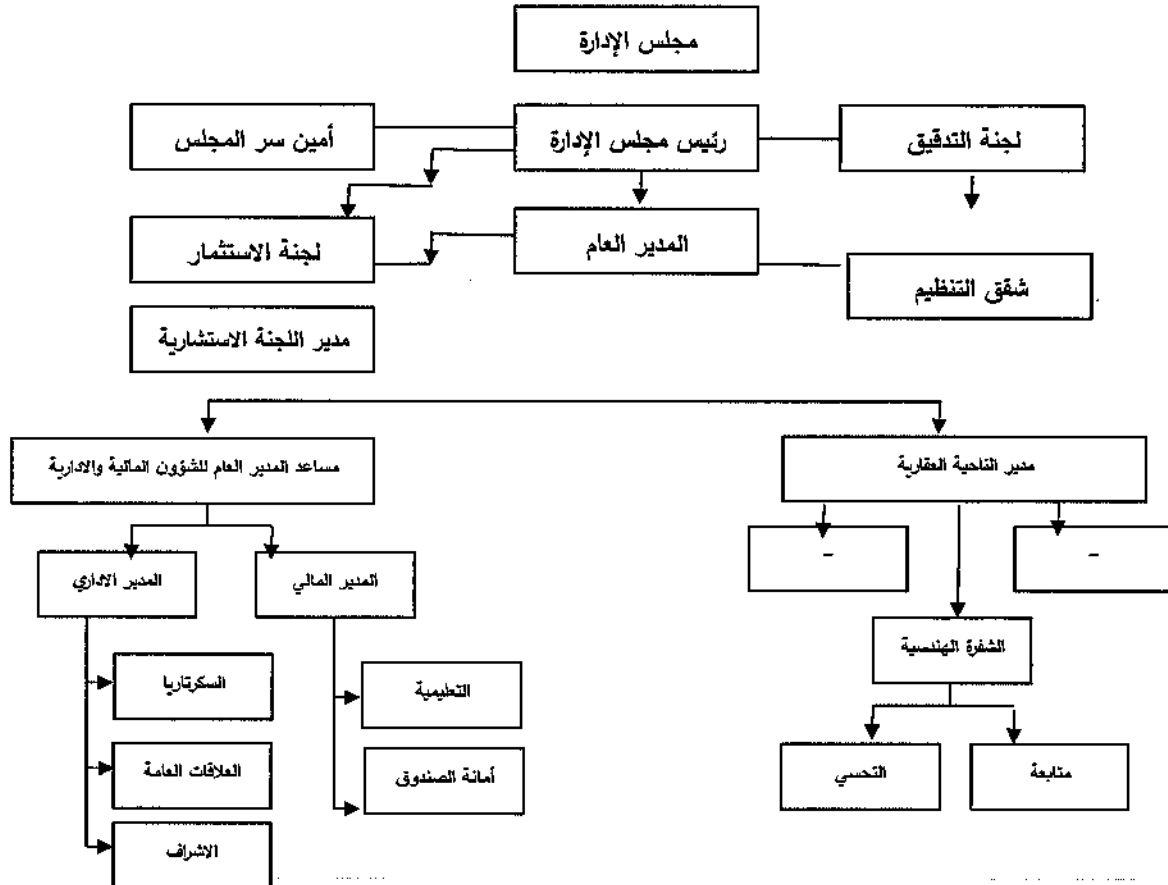 مجلس الإدارة
لجنة التدقيق
رئيس مجلس الإدارة
أمين سر المجلس
المدير العام
لجنة الاستثمار
شقق التنظيم
مدير اللجنة الاستشارية
مدير الناحية العقارية
مساعد المدير العام للشؤون المالية والادارية
-
-
المدير المالي
المدير الاداري
الشفرة الهندسية
التعليمية
السكرتاريا
متابعة
التحسي
أمانة الصندوق
العلاقات العامة
الاشراف